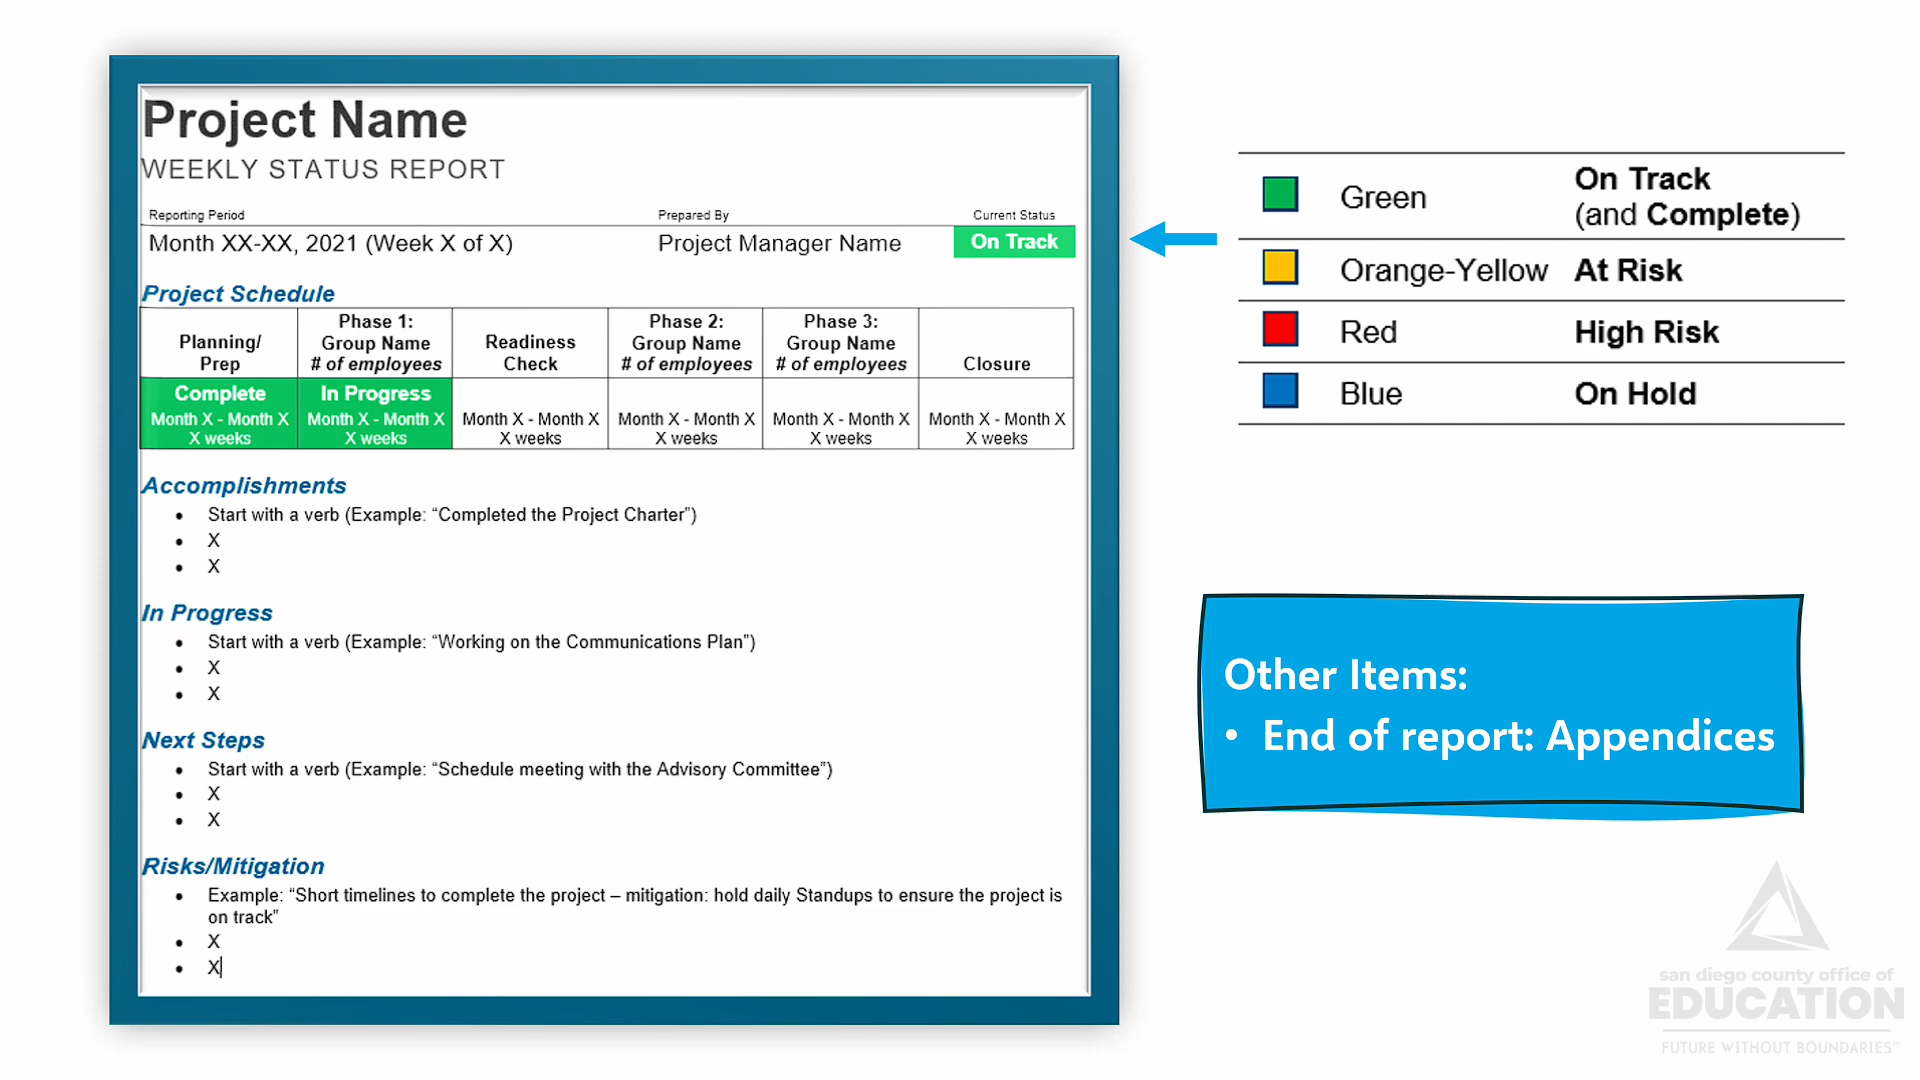 Project Name
WEEKLY STATUS REPORT
Reporting Period
Prepared By
Current Status
Month XX-XX, 2021 (Week X of X)
Project Manager Name
On Track
Project Schedule
Planning/
Prep
Phase 1:
Group Name
# of employees
Readiness
Check
Phase 2:
Group Name
# of employees
Phase 3:
Group Name
# of employees
Closure
Complete
Month X - Month X
X weeks
In Progress
Month X - Month X
X weeks
Month X - Month X
X weeks
Month X - Month X
X weeks
Month X - Month X
X weeks
Month X - Month X
X weeks
Accomplishments
• Start with a verb (Example: “Completed the Project Charter”)
• X
• X
In Progress
• Start with a verb (Example: “Working on the Communications Plan”)
• X
• X
Next Steps
• Start with a verb (Example: “Schedule meeting with the Advisory Committee”)
• X
• X
Risks/Mitigation
• Example: “Short timelines to complete the project – mitigation: hold daily Standups to ensure the project is
on track”
• X
• X
Green On Track
(and Complete)
Orange-Yellow At Risk
Red High Risk
Blue On Hold
Other Items:
• End of report: Appendices
san diego county office of
EDUCATION
FUTURE WITHOUT BOUNDARIES™